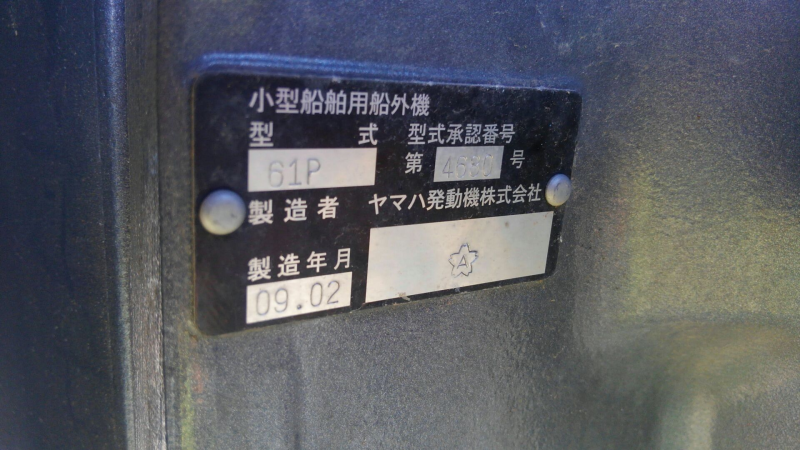 小型船舶用船外機
型式 型式承認番号
61P 第 号
製造者 ヤマハ発動機株式会社
製造年月
09.02
A